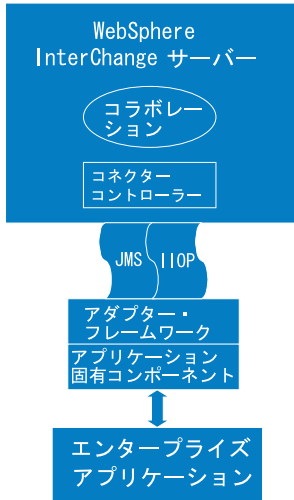 WebSphere
InterChange サーバー
コラボレー
ション
コネクター
コントローラー
JMS
IIOP
アダプター・
フレームワーク
アプリケーション
固有コンポーネント
エンタープライズ
アプリケーション